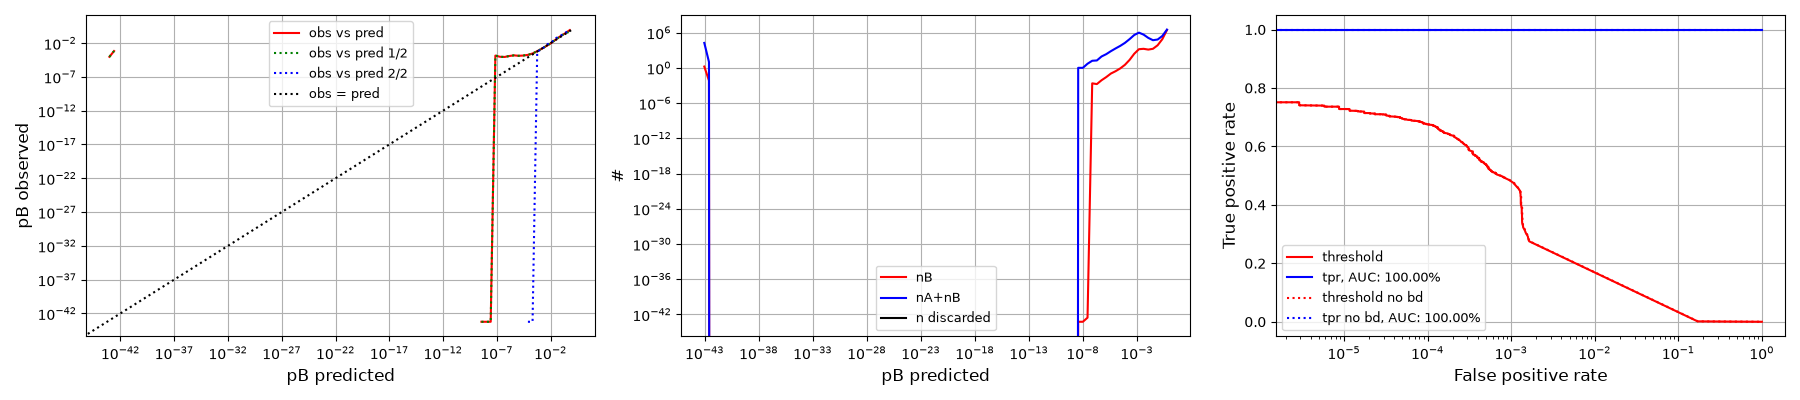 pB observed
10^-2
10^-7
10^-12
10^-17
10^-22
10^-27
10^-32
10^-37
10^-42
obs vs pred
obs vs pred 1/2
obs vs pred 2/2
obs = pred
10^-42 10^-37 10^-32 10^-27 10^-22 10^-17 10^-12 10^-7 10^-2
pB predicted
#
10^6
10^0
10^-6
10^-12
10^-18
10^-24
10^-30
10^-36
10^-42
nB
nA+nB
n discarded
10^-43 10^-38 10^-33 10^-28 10^-23 10^-18 10^-13 10^-8 10^-3
pB predicted
True positive rate
1.0
0.8
0.6
0.4
0.2
0.0
threshold
tpr, AUC: 100.00%
threshold no bd
tpr no bd, AUC: 100.00%
10^-5 10^-4 10^-3 10^-2 10^-1 10^0
False positive rate